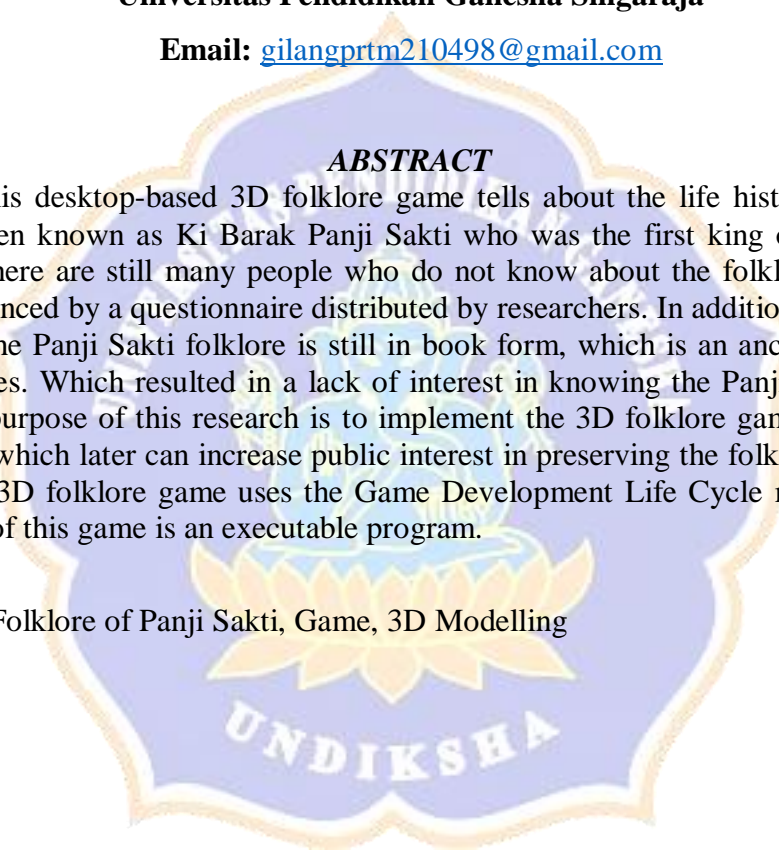 Universitas Pendidikan Ganesha Singaraja
Email: gilangprtm210498@gmail.com
ABSTRACT
his desktop-based 3D folklore game tells about the life hist
en known as Ki Barak Panji Sakti who was the first king
here are still many people who do not know about the folkl
nced by a questionnaire distributed by researchers. In addition
he Panji Sakti folklore is still in book form, which is an anc
es. Which resulted in a lack of interest in knowing the Panj
purpose of this research is to implement the 3D folklore gam
which later can increase public interest in preserving the folk
3D folklore game uses the Game Development Life Cycle
of this game is an executable program.
Folklore of Panji Sakti, Game, 3D Modelling
UNIVERSITAS PENDIDIKAN GANESHA
UNDIKSHA